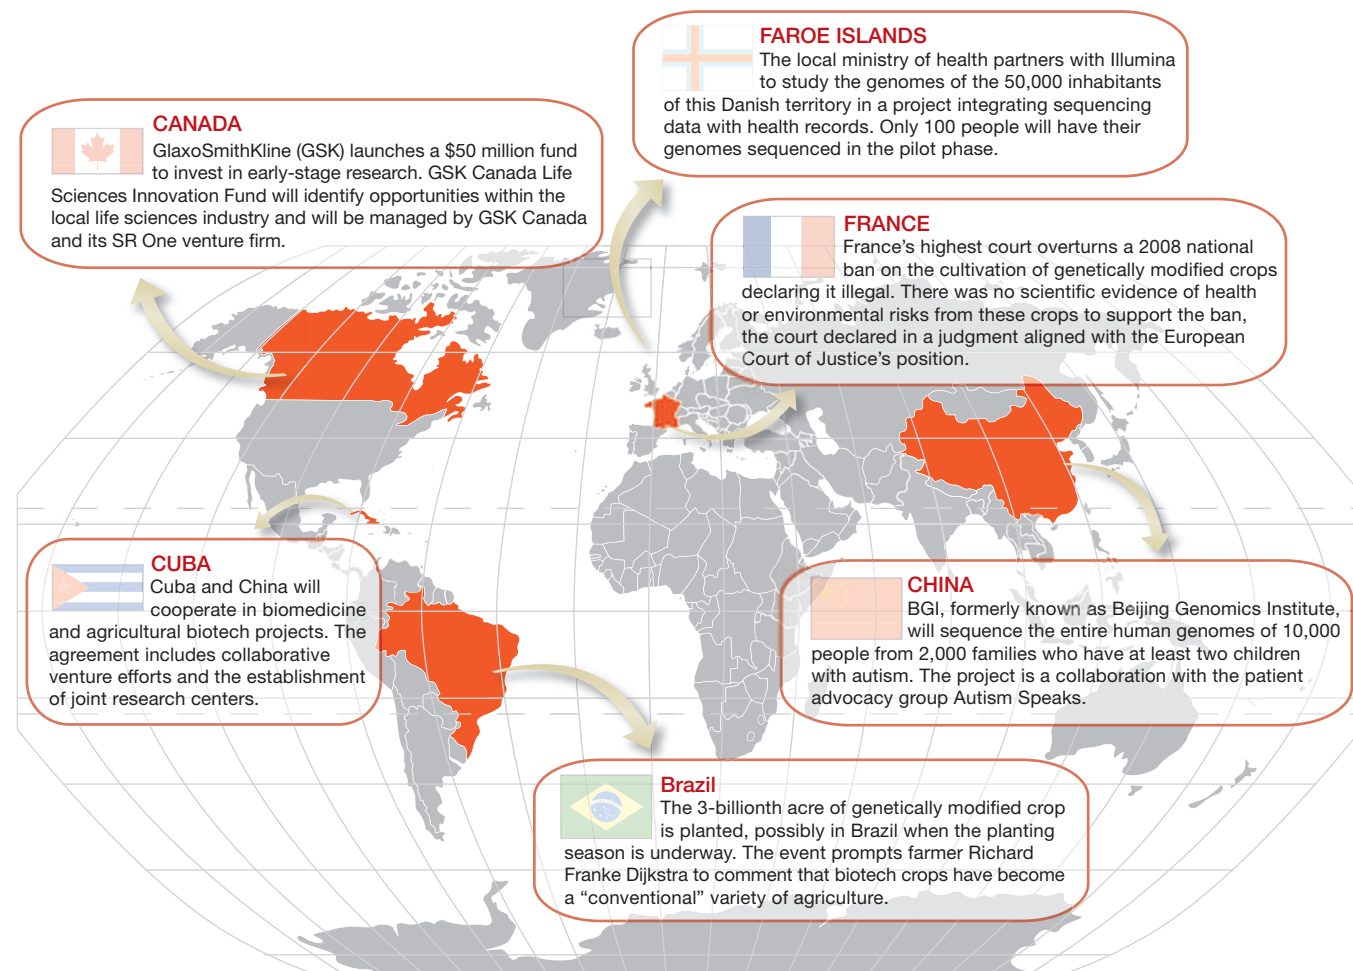 FAROE ISLANDS
The local ministry of health partners with Illumina
to study the genomes of the 50,000 inhabitants
of this Danish territory in a project integrating sequencing
data with health records. Only 100 people will have their
genomes sequenced in the pilot phase.
CANADA
GlaxoSmithKline (GSK) launches a $50 million fund
to invest in early-stage research. GSK Canada Life
Sciences Innovation Fund will identify opportunities within the
local life sciences industry and will be managed by GSK Canada
and its SR One venture firm.
FRANCE
France’s highest court overturns a 2008 national
ban on the cultivation of genetically modified crops
declaring it illegal. There was no scientific evidence of health
or environmental risks from these crops to support the ban,
the court declared in a judgment aligned with the European
Court of Justice’s position.
CUBA
Cuba and China will
cooperate in biomedicine
and agricultural biotech projects. The
agreement includes collaborative
venture efforts and the establishment
of joint research centers.
CHINA
BGI, formerly known as Beijing Genomics Institute,
will sequence the entire human genomes of 10,000
people from 2,000 families who have at least two children
with autism. The project is a collaboration with the patient
advocacy group Autism Speaks.
Brazil
The 3-billionth acre of genetically modified crop
is planted, possibly in Brazil when the planting
season is underway. The event prompts farmer Richard
Franke Dijkstra to comment that biotech crops have become
a “conventional” variety of agriculture.